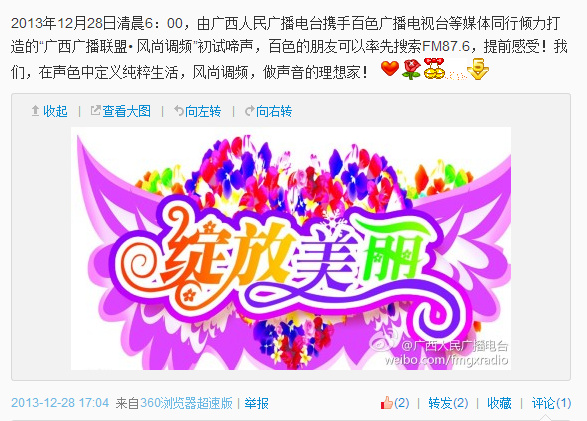 2013年12月28日清晨6：00，由广西人民广播电台携手百色广播电视台等媒体同行倾力打
造的“广西广播联盟•风尚调频”初试啼声，百色的朋友可以率先搜索FM87.6，提前感受！我
们，在声色中定义纯粹生活，风尚调频，做声音的理想家！
收起 | 查看大图 | 向左转 | 向右转
绽放美丽
@广西人民广播电台
weibo.com/fmgxradio
2013-12-28 17:04 来自360浏览器超速版 | 举报 (2) | 转发(2) | 收藏 | 评论(1)